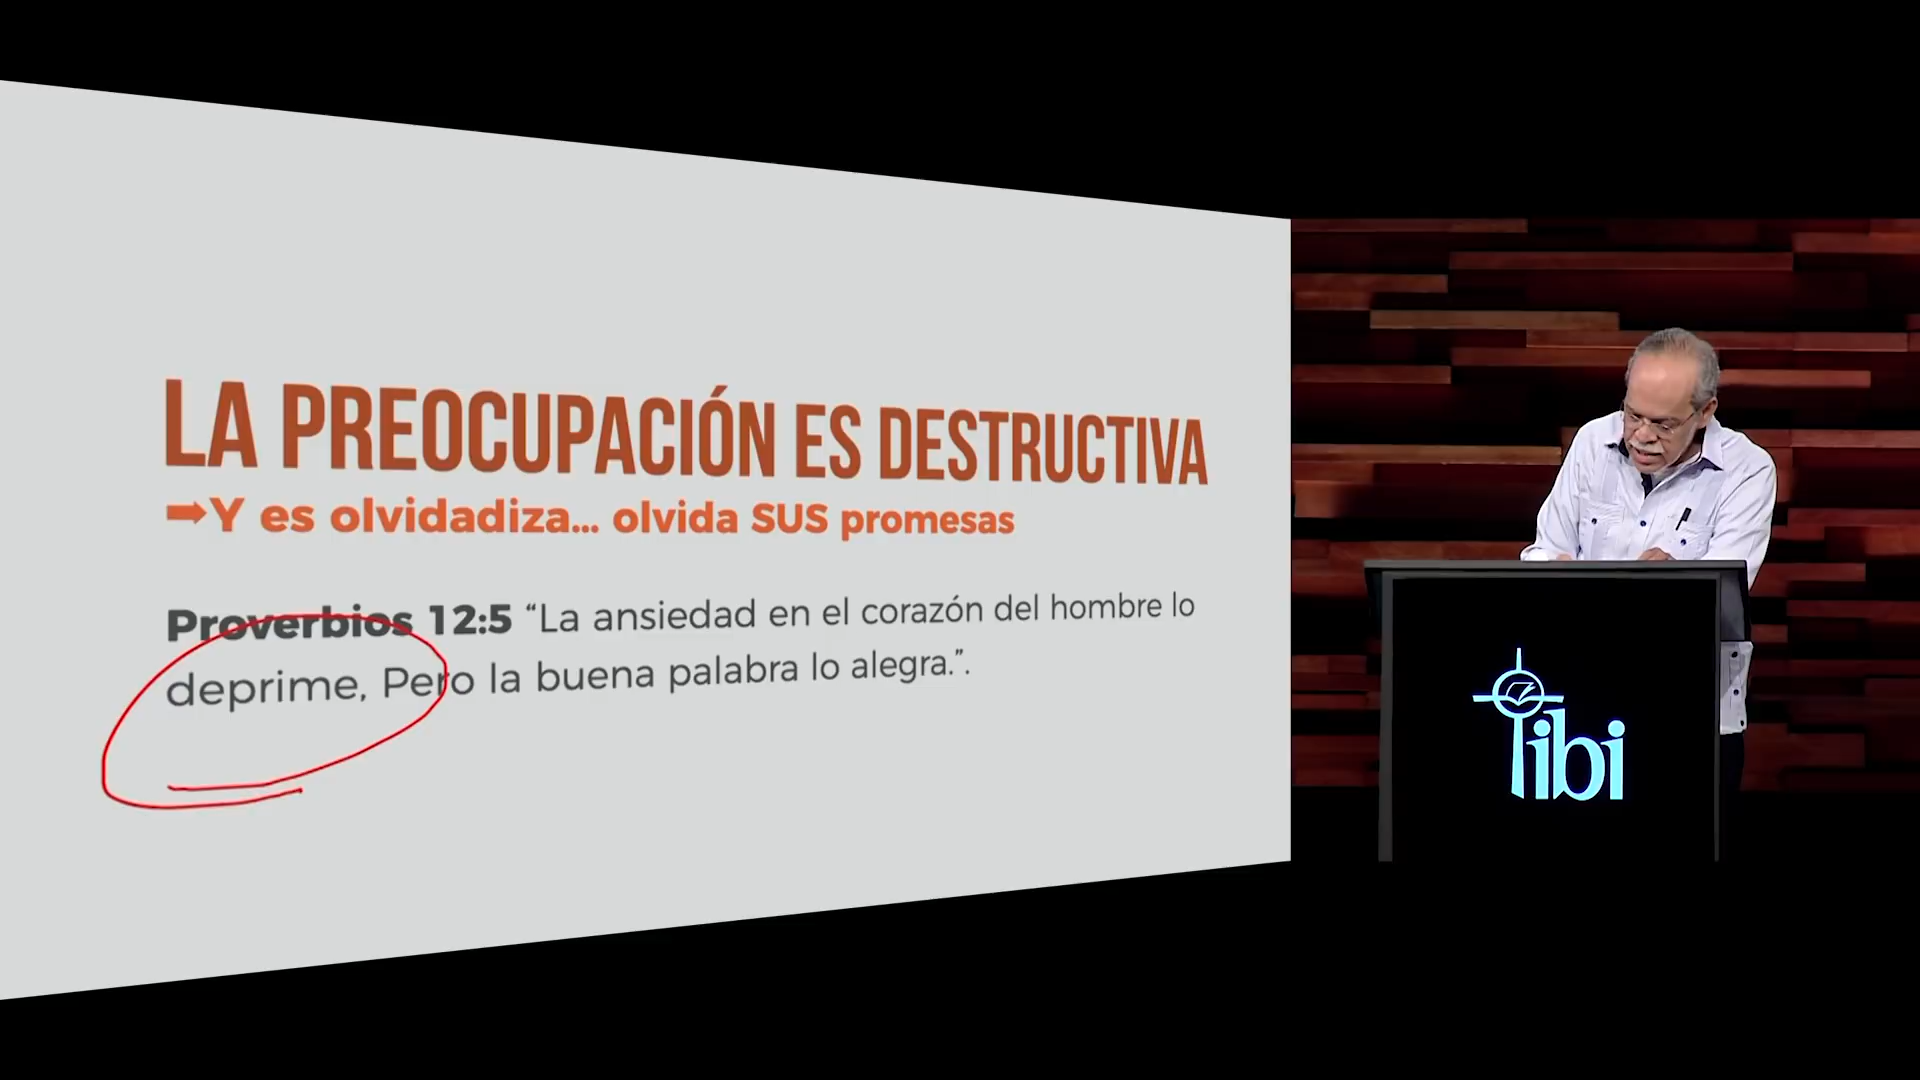 LA PREOCUPACIÓN ES DESTRUCTIVA
➡Y es olvidadiza... olvida SUS promesas
Proverbios 12:5 “La ansiedad en el corazón del hombre lo
deprime, Pero la buena palabra lo alegra.”.
ibi